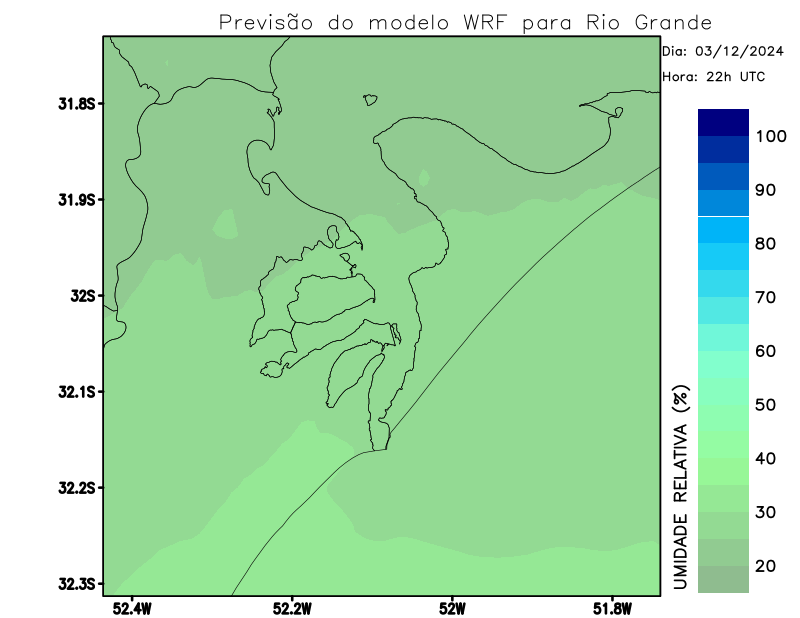 Previsão do modelo WRF para Rio Grande
Dia: 03/12/2024
Hora: 22h UTC
31.8S
31.9S
32S
32.1S
32.2S
32.3S
52.4W
52.2W
52W
51.8W
UMIDADE RELATIVA (%)
100
90
80
70
60
50
40
30
20